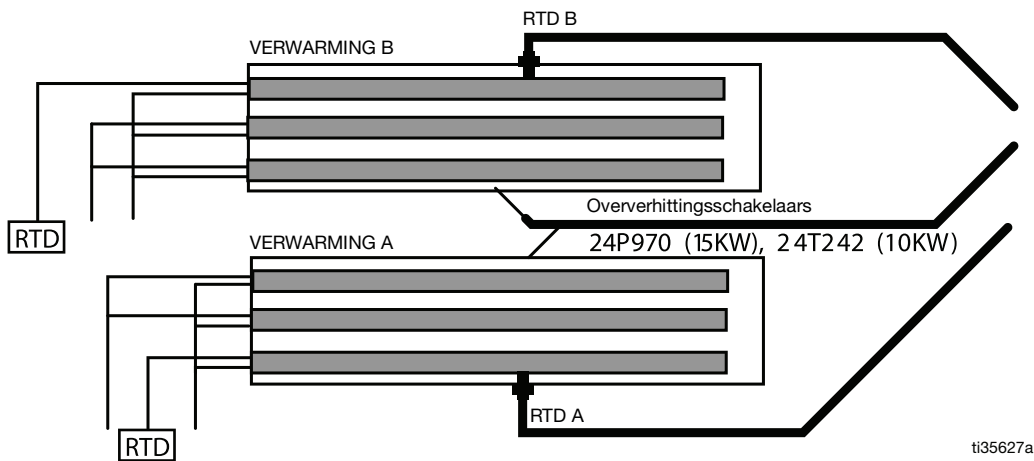 RTD B
VERWARMING B
RTD
Oververhittingsschakelaars
24P970 (15KW), 24T242 (10KW)
VERWARMING A
RTD A
RTD
ti35627a